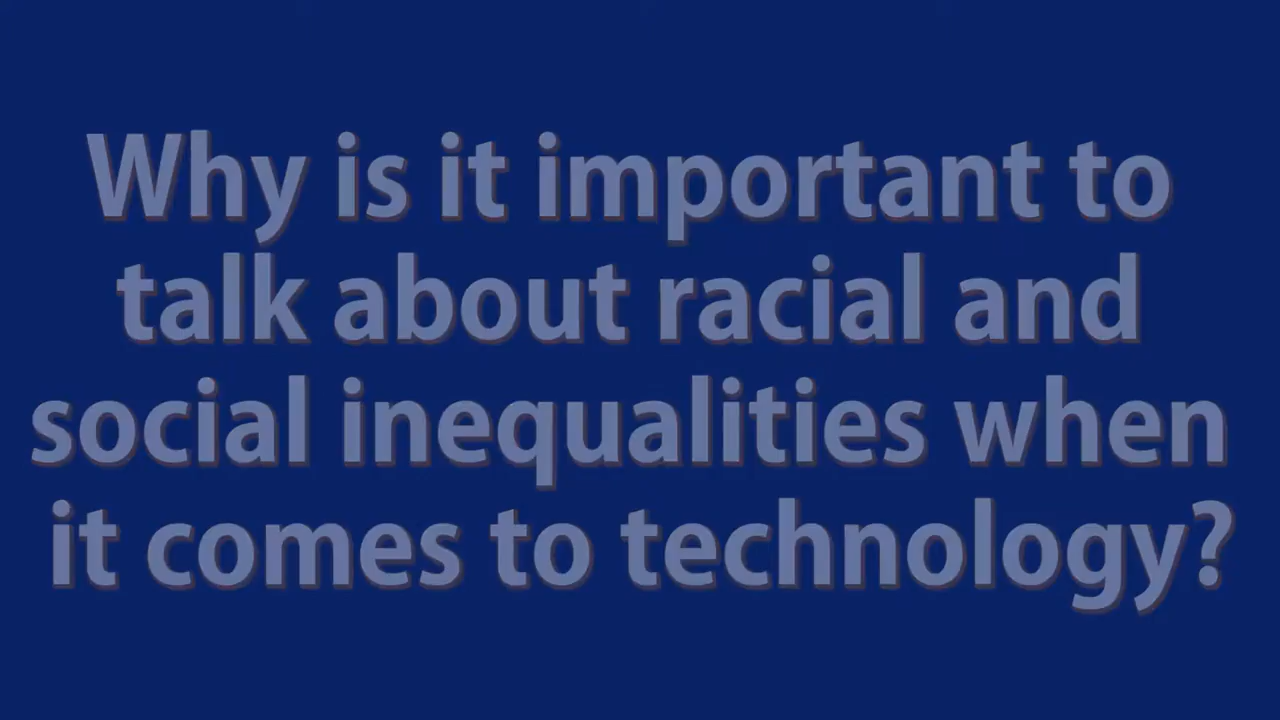 Why is it important to
talk about racial and
social inequalities when
it comes to technology?